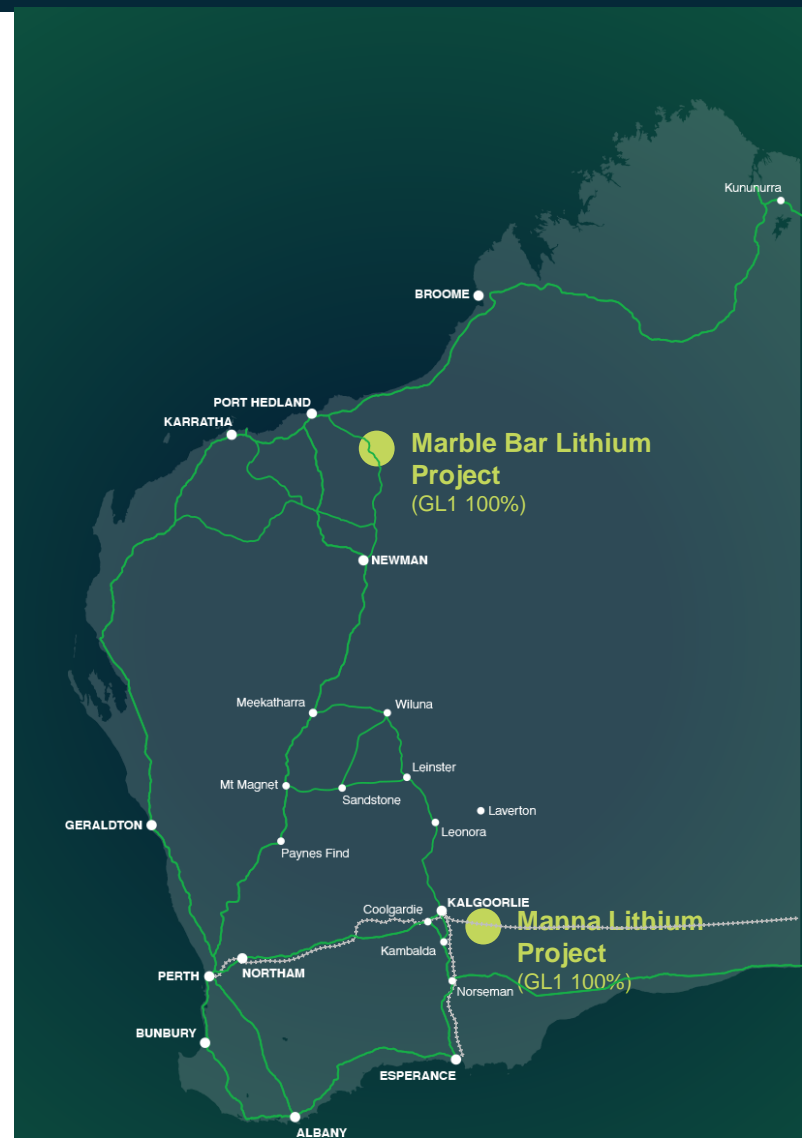 Kununurra
BROOME
PORT HEDLAND
KARRATHA
Marble Bar Lithium
Project
(GL1 100%)
NEWMAN
Meekatharra
Wiluna
Leinster
Mt Magnet
Sandstone
Laverton
GERALDTON
Leonora
Paynes Find
KALGOORLIE
Coolgardie
Manna Lithium
Project
(GL1 100%)
Kambalda
NORTHAM
PERTH
Norseman
BUNBURY
ESPERANCE
ALBANY